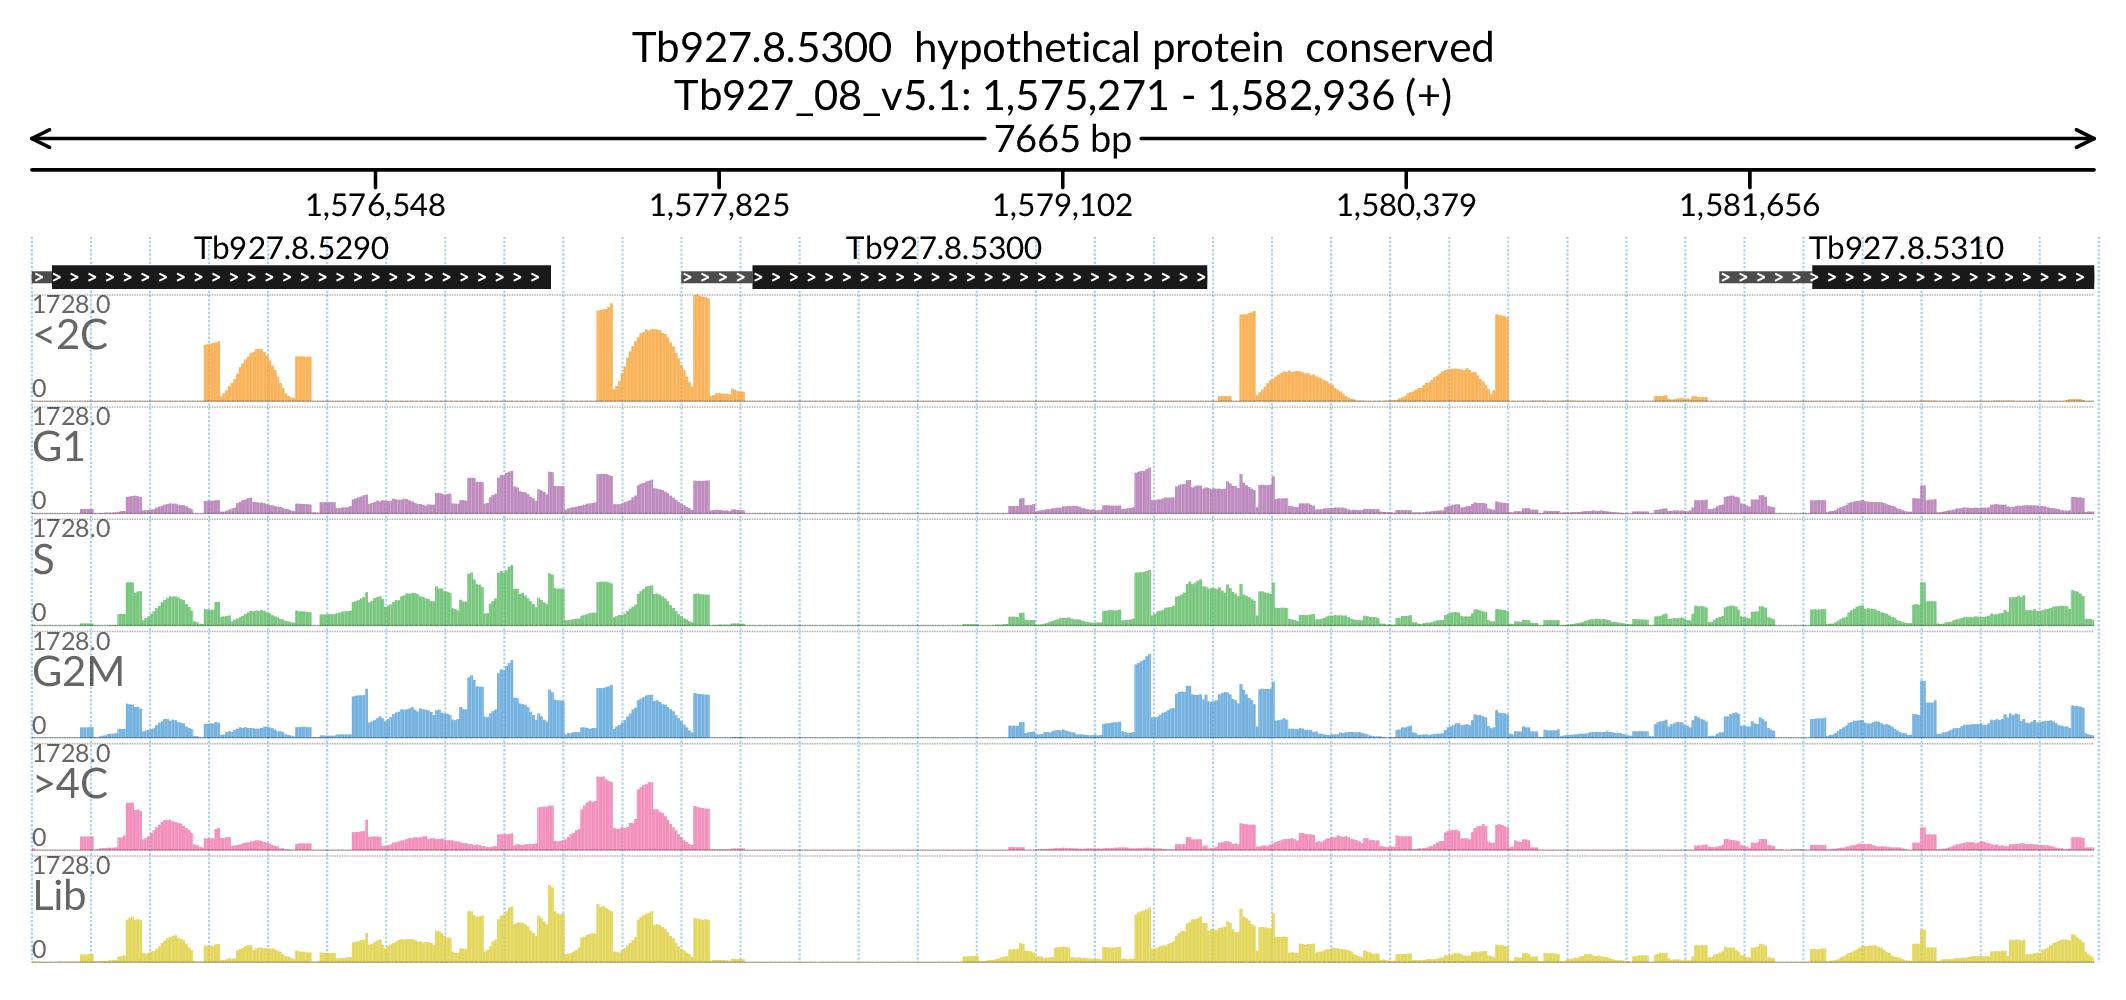 Tb927.8.5300  hypothetical protein  conserved
Tb927_08_v5.1: 1,575,271 - 1,582,936 (+)
7665 bp
1,576,548 1,577,825 1,579,102 1,580,379 1,581,656
Tb927.8.5290 Tb927.8.5300 Tb927.8.5310
1728.0
<2C
0
1728.0
G1
0
1728.0
S
0
1728.0
G2M
0
1728.0
>4C
0
1728.0
Lib
0